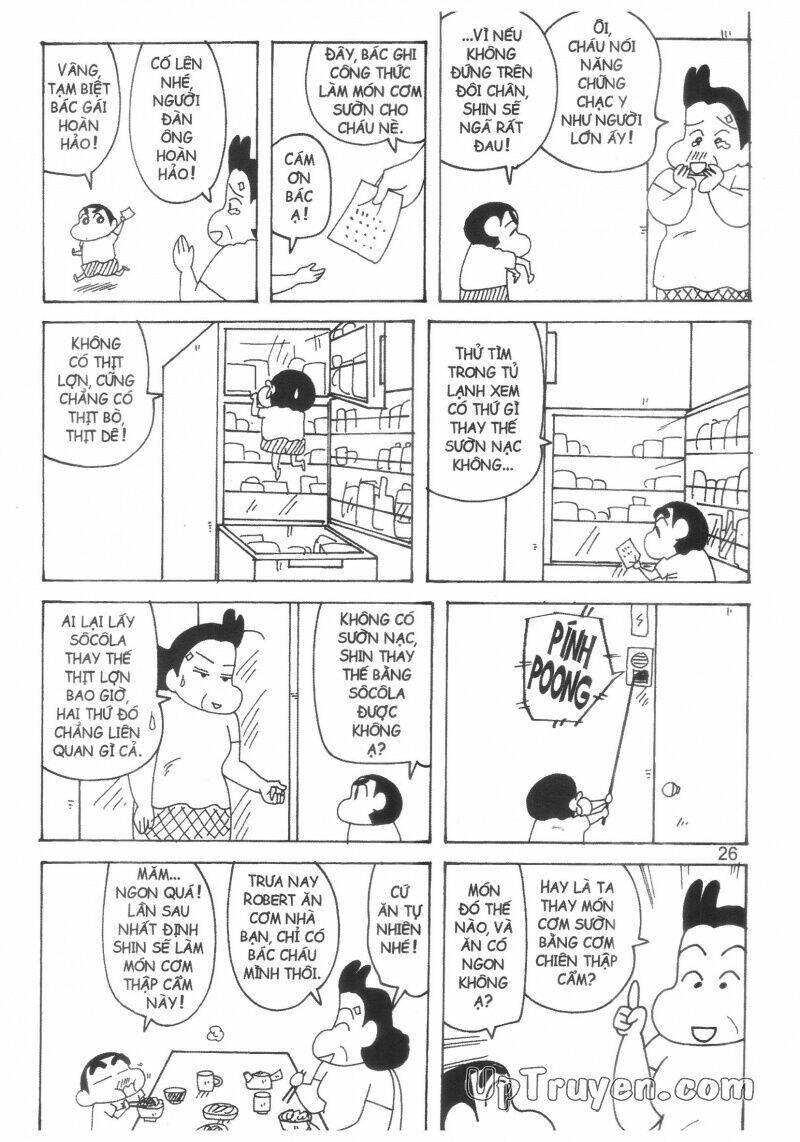 ÔI,
CHÁU NÓI
NĂNG
CHỮNG
CHẠC Y
NHƯ NGƯỜI
LỚN ẤY!
...VÌ NẾU
KHÔNG
ĐỨNG TRÊN
ĐÔI CHÂN,
SHIN SẼ
NGÃ RẤT
ĐAU!
ĐÂY, BÁC GHI
CÔNG THỨC
LÀM MÓN CƠM
SƯỜN CHO
CHÁU NÈ.
CÁM
ƠN
BÁC
Ạ!
CỐ LÊN
NHÉ,
NGƯỜI
ĐÀN
ÔNG
HOÀN
HẢO!
VÂNG,
TẠM BIỆT
BÁC GÁI
HOÀN
HẢO!
THỬ TÌM
TRONG TỦ
LẠNH XEM
CÓ THỨ GÌ
THAY THẾ
SƯỜN NẠC
KHÔNG...
KHÔNG
CÓ THỊT
LỢN, CŨNG
CHẲNG CÓ
THỊT BÒ,
THỊT DÊ!
PÍNH
POONG
KHÔNG CÓ
SƯỜN NẠC,
SHIN THAY
THẾ BẰNG
SÔCÔLA
ĐƯỢC
KHÔNG
Ạ?
AI LẠI LẤY
SÔCÔLA
THAY THẾ
THỊT LỢN
BAO GIỜ,
HAI THỨ ĐÓ
CHẲNG LIÊN
QUAN GÌ CẢ.
26
HAY LÀ TA
THAY MÓN
CƠM SƯỜN
BẰNG CƠM
CHIÊN THẬP
CẨM?
MÓN
ĐÓ THẾ
NÀO, VÀ
ĂN CÓ
NGON
KHÔNG
Ạ?
CỨ
ĂN TỰ
NHIÊN
NHÉ!
TRƯA NAY
ROBERT ĂN
CƠM NHÀ
BẠN, CHỈ CÓ
BÁC CHÁU
MÌNH THÔI.
MĂM...
NGON QUÁ!
LẦN SAU
NHẤT ĐỊNH
SHIN SẼ LÀM
MÓN CƠM
THẬP CẨM
NÀY!
UpTruyen.com